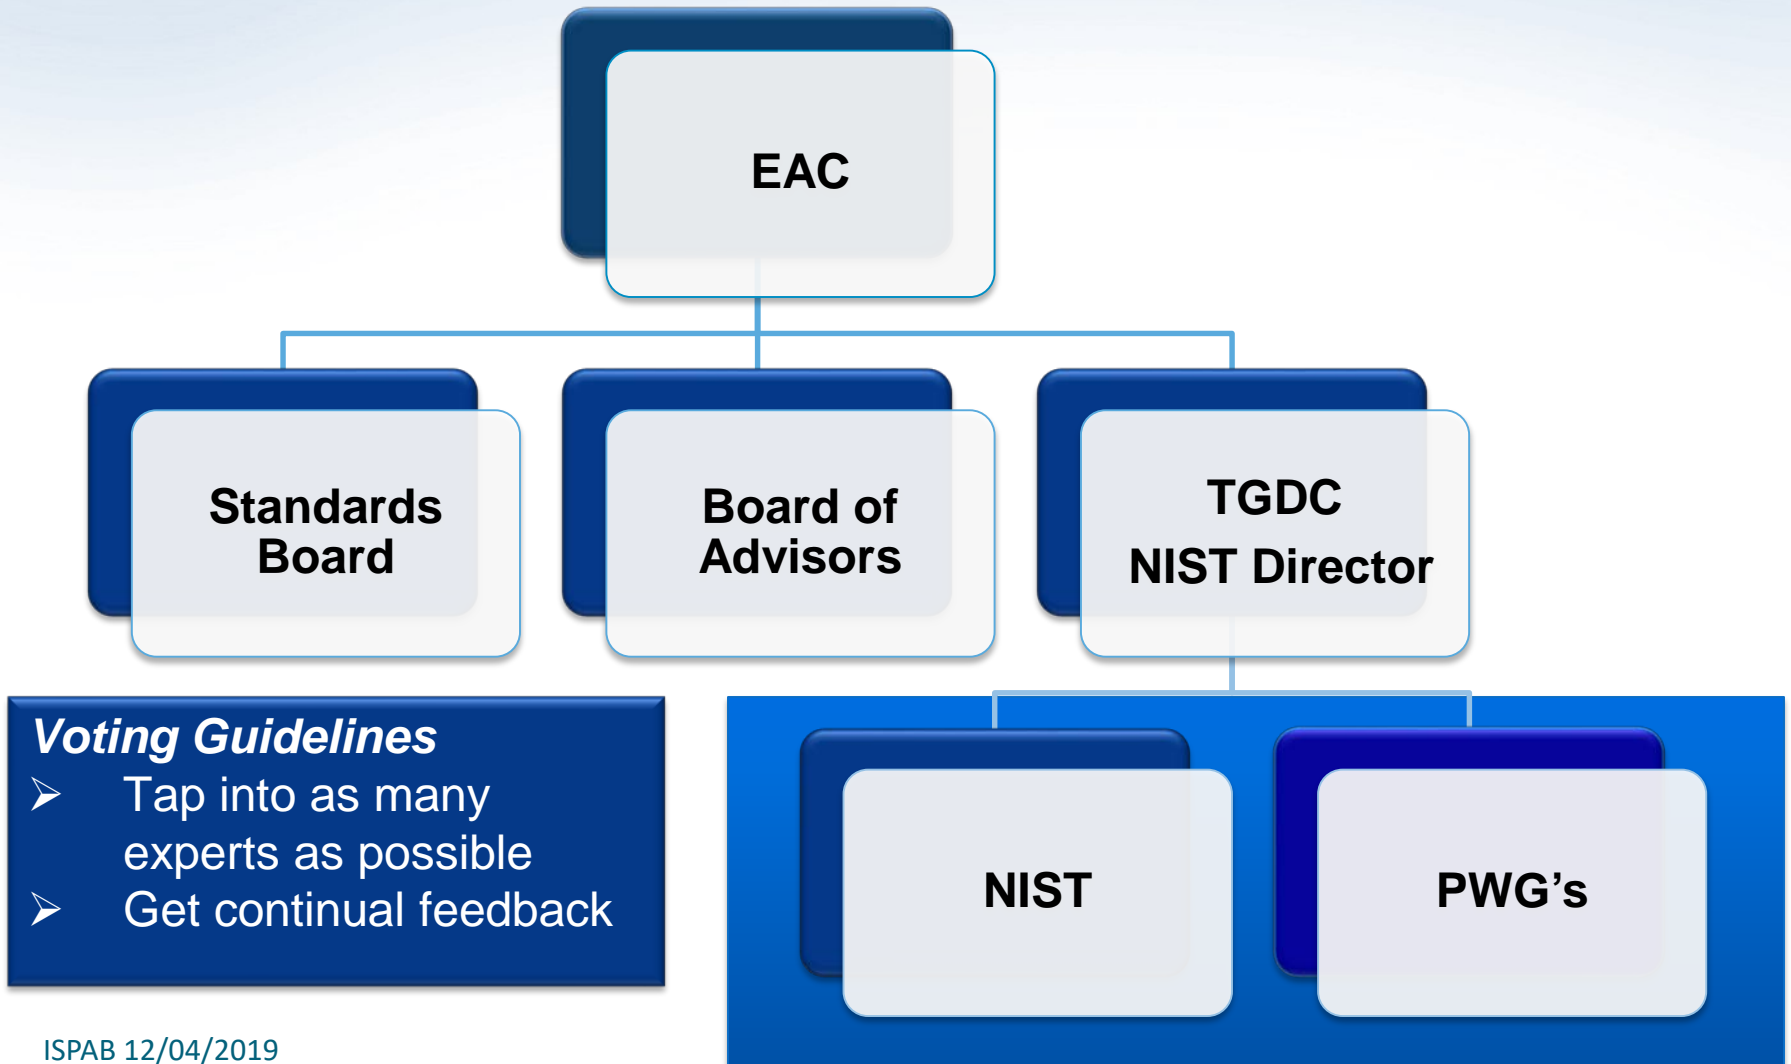 EAC
Standards
Board
Board of
Advisors
TGDC
NIST Director
Voting Guidelines
➢ Tap into as many
experts as possible
➢ Get continual feedback
NIST
PWG's
ISPAB 12/04/2019